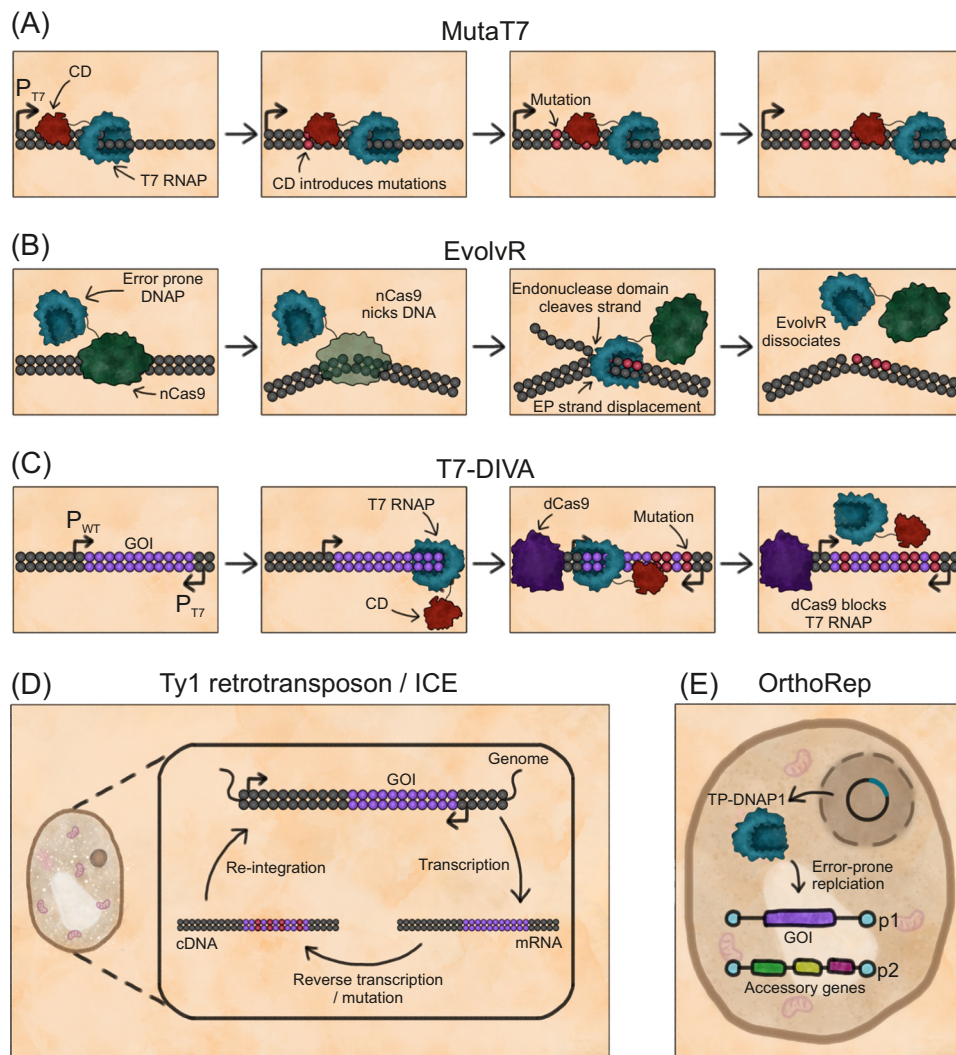 (A)
MutaT7
P T7
CD
T7 RNAP
CD introduces mutations
Mutation
(B)
EvolvR
Error prone
DNAP
nCas9
nCas9
nicks DNA
Endonuclease domain
cleaves strand
EP strand displacement
EvolvR
dissociates
(C)
T7-DIVA
P WT
GOI
P T7
T7 RNAP
CD
dCas9
Mutation
dCas9 blocks
T7 RNAP
(D)
Ty1 retrotransposon / ICE
GOI
Genome
Re-integration
Transcription
cDNA
mRNA
Reverse transcription
/ mutation
(E)
OrthoRep
TP-DNAP1
Error-prone
replciation
p1
GOI
p2
Accessory genes